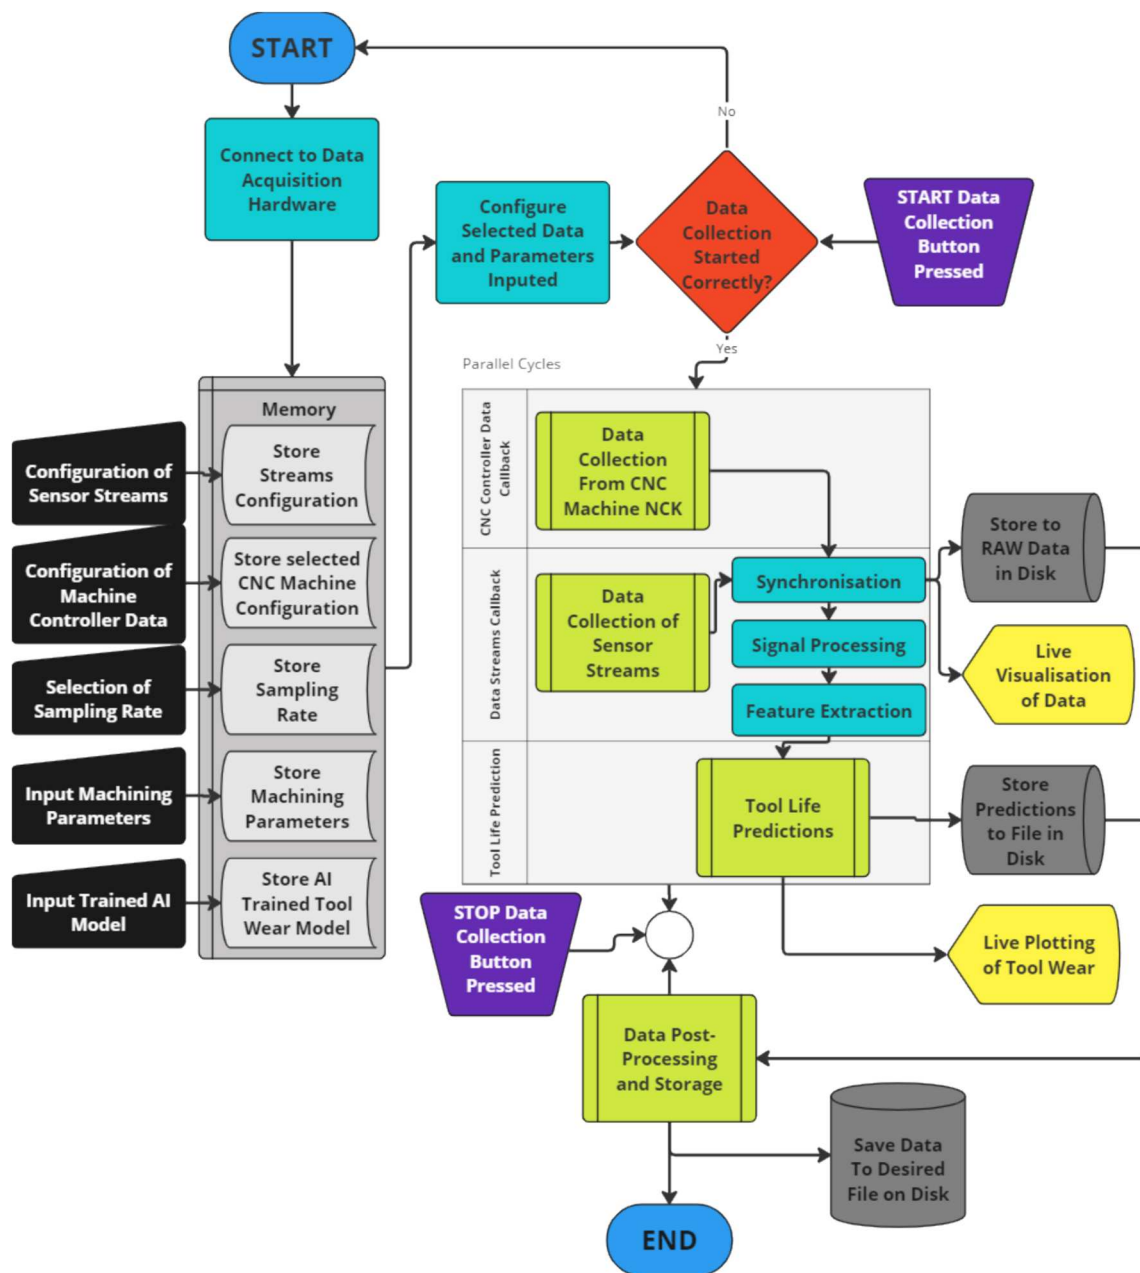 START
No
Connect to Data
Acquisition
Hardware
Configure
Selected Data
and Parameters
Inputed
Data
Collection
Started
Correctly?
START Data
Collection
Button
Pressed
Yes
Parallel Cycles
Memory
Configuration of
Sensor Streams
Store
Streams
Configuration
Configuration of
Machine
Controller Data
Store selected
CNC Machine
Configuration
Selection of
Sampling Rate
Store
Sampling
Rate
Input Machining
Parameters
Store
Machining
Parameters
Input Trained AI
Model
Store AI
Trained Tool
Wear Model
CNC Controller Data
Callback
Data
Collection
From CNC
Machine NCK
Data Streams Callback
Data
Collection of
Sensor
Streams
Synchronisation
Signal Processing
Feature Extraction
Store to
RAW Data
in Disk
Live
Visualisation
of Data
Tool Life Prediction
Tool Life
Predictions
Store
Predictions
to File in
Disk
STOP Data
Collection
Button
Pressed
Live Plotting
of Tool Wear
Data Post-
Processing
and Storage
Save Data
To Desired
File on Disk
END